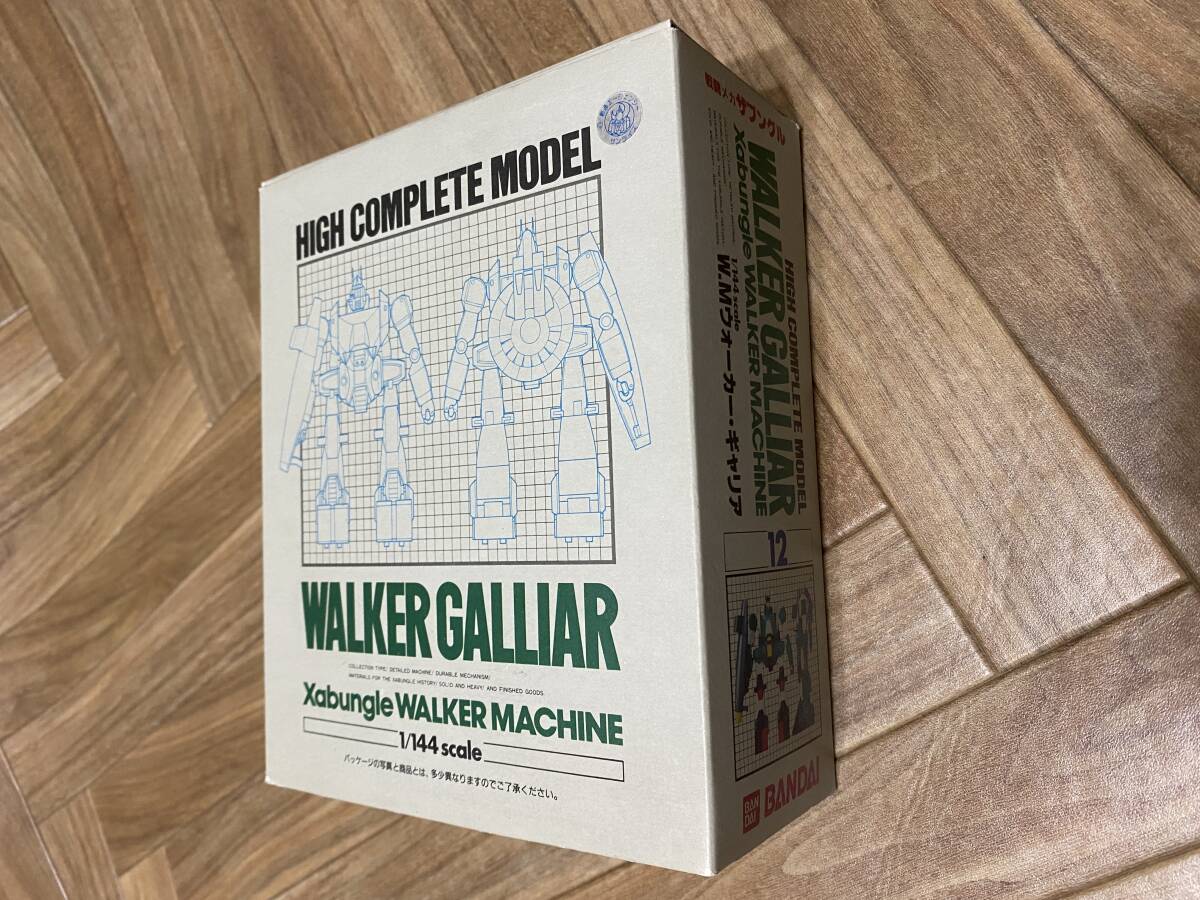 HIGH COMPLETE MODEL
WALKER GALLIAR
COLLECTION TYPE/ DETAILED MACHINE/ DURABLE MECHANISM/
MATERIALS FOR THE XABUNGLE HISTORY/ SOLID AND HEAVY/ AND FINISHED GOODS.
Xabungle WALKER MACHINE
1/144 scale
パッケージの写真と商品とは、多少異なりますのでご了承ください。
戦闘メカ ザブングル
HIGH COMPLETE MODEL
WALKER GALLIAR
Xabungle WALKER MACHINE
1/144 scale
W.Mウォーカー・ギャリア
12
BAN
DAI
BANDAI